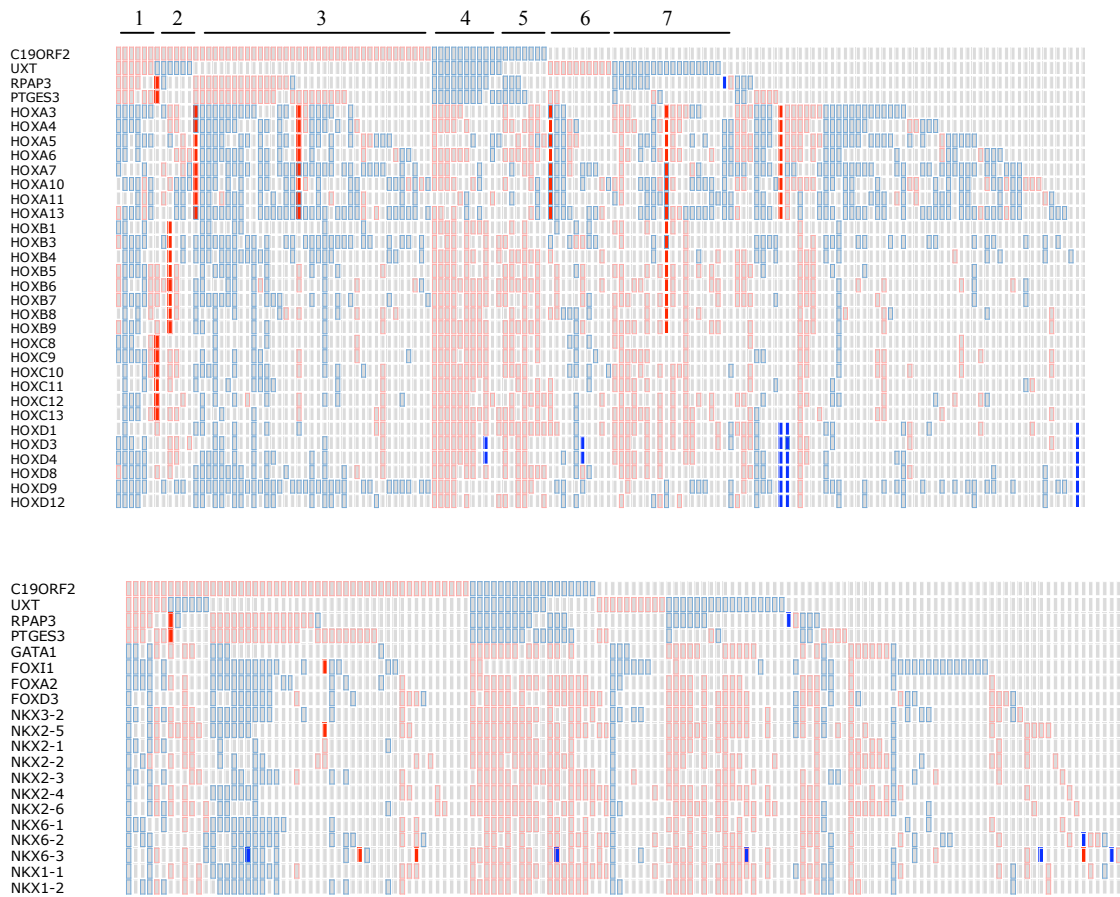 1 2 3 4 5 6 7
C19ORF2
UXT
RPAP3
PTGES3
HOXA3
HOXA4
HOXA5
HOXA6
HOXA7
HOXA10
HOXA11
HOXA13
HOXB1
HOXB3
HOXB4
HOXB5
HOXB6
HOXB7
HOXB8
HOXB9
HOXC8
HOXC9
HOXC10
HOXC11
HOXC12
HOXC13
HOXD1
HOXD3
HOXD4
HOXD8
HOXD9
HOXD12
C19ORF2
UXT
RPAP3
PTGES3
GATA1
FOXI1
FOXA2
FOXD3
NKX3-2
NKX2-5
NKX2-1
NKX2-2
NKX2-3
NKX2-4
NKX2-6
NKX6-1
NKX6-2
NKX6-3
NKX1-1
NKX1-2